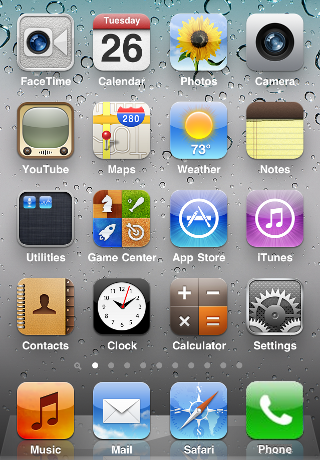 Tuesday
26
FaceTime
Calendar
Photos
Camera
280
73°
YouTube
Maps
Weather
Notes
Utilities
Game Center
App Store
iTunes
Contacts
Clock
Calculator
Settings
Music
Mail
Safari
Phone